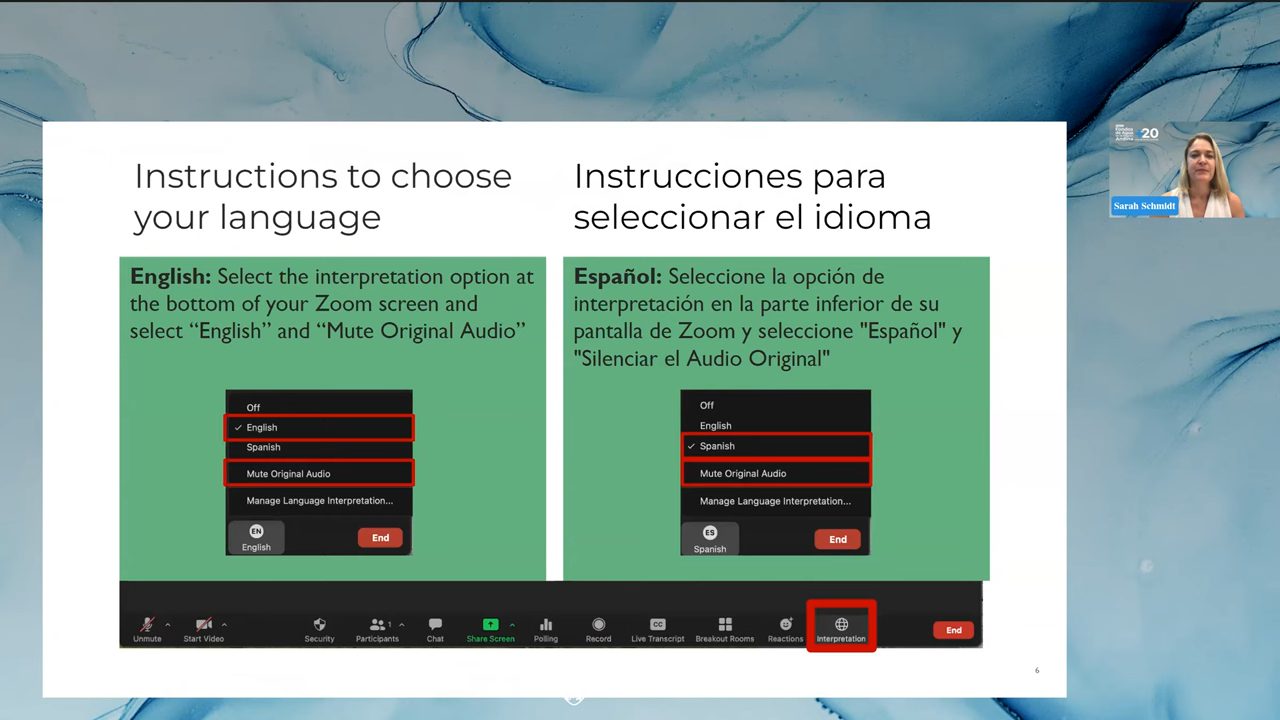 Instructions to choose
your language
Instrucciones para
seleccionar el idioma
English: Select the interpretation option at
the bottom of your Zoom screen and
select “English” and “Mute Original Audio”
Español: Seleccione la opción de
interpretación en la parte inferior de su
pantalla de Zoom y seleccione "Español" y
"Silenciar el Audio Original"
Off
English
Spanish
Mute Original Audio
Manage Language Interpretation...
EN
English
End
Off
English
Spanish
Mute Original Audio
Manage Language Interpretation...
ES
Spanish
End
Unmute
Start Video
Security
Participants
1
Chat
Share Screen
Polling
Record
CC
Live Transcript
Breakout Rooms
Reactions
Interpretation
End
6
Fondos
de Agua
20
Sarah Schmidt